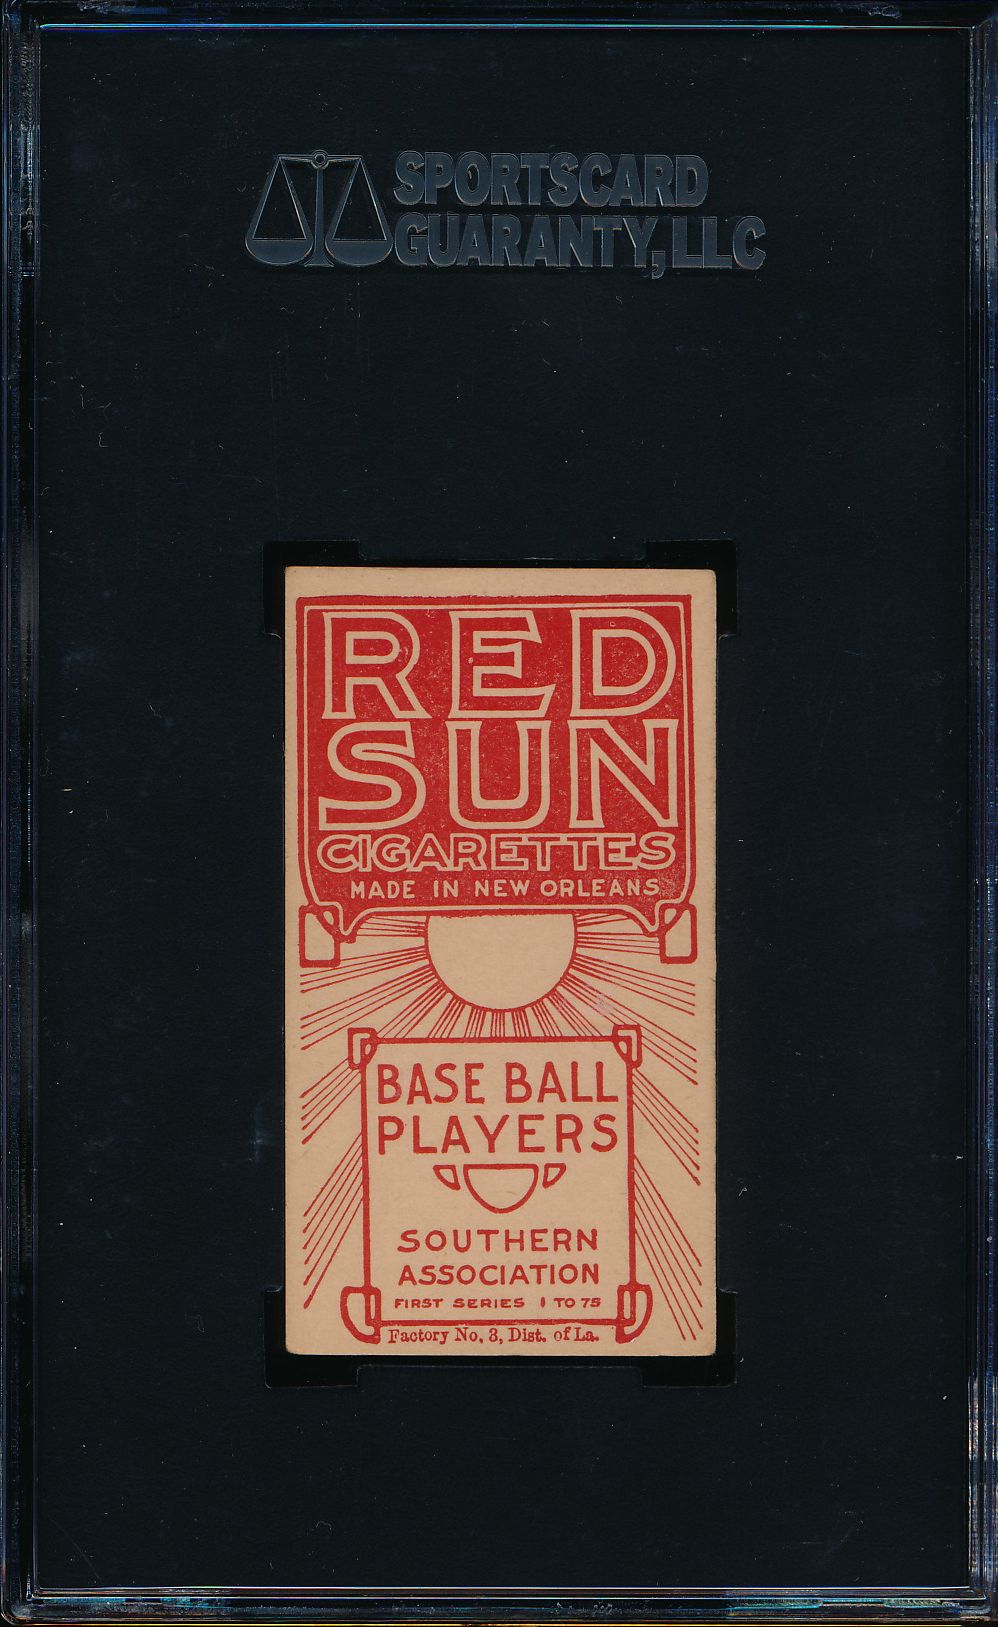 SPORTSCARD
GUARANTY, LLC
RED
SUN
CIGARETTES
MADE IN NEW ORLEANS
BASE BALL
PLAYERS
SOUTHERN
ASSOCIATION
FIRST SERIES 1 TO 75
Factory No. 3, Dist. of La.